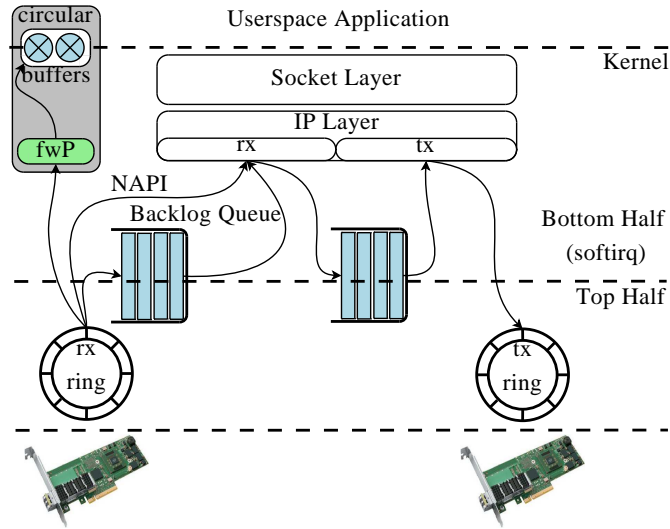 circular
Userspace Application
buffers
Kernel
Socket Layer
IP Layer
fwP
rx
tx
NAPI
Backlog Queue
Bottom Half
(softirq)
Top Half
rx
ring
tx
ring